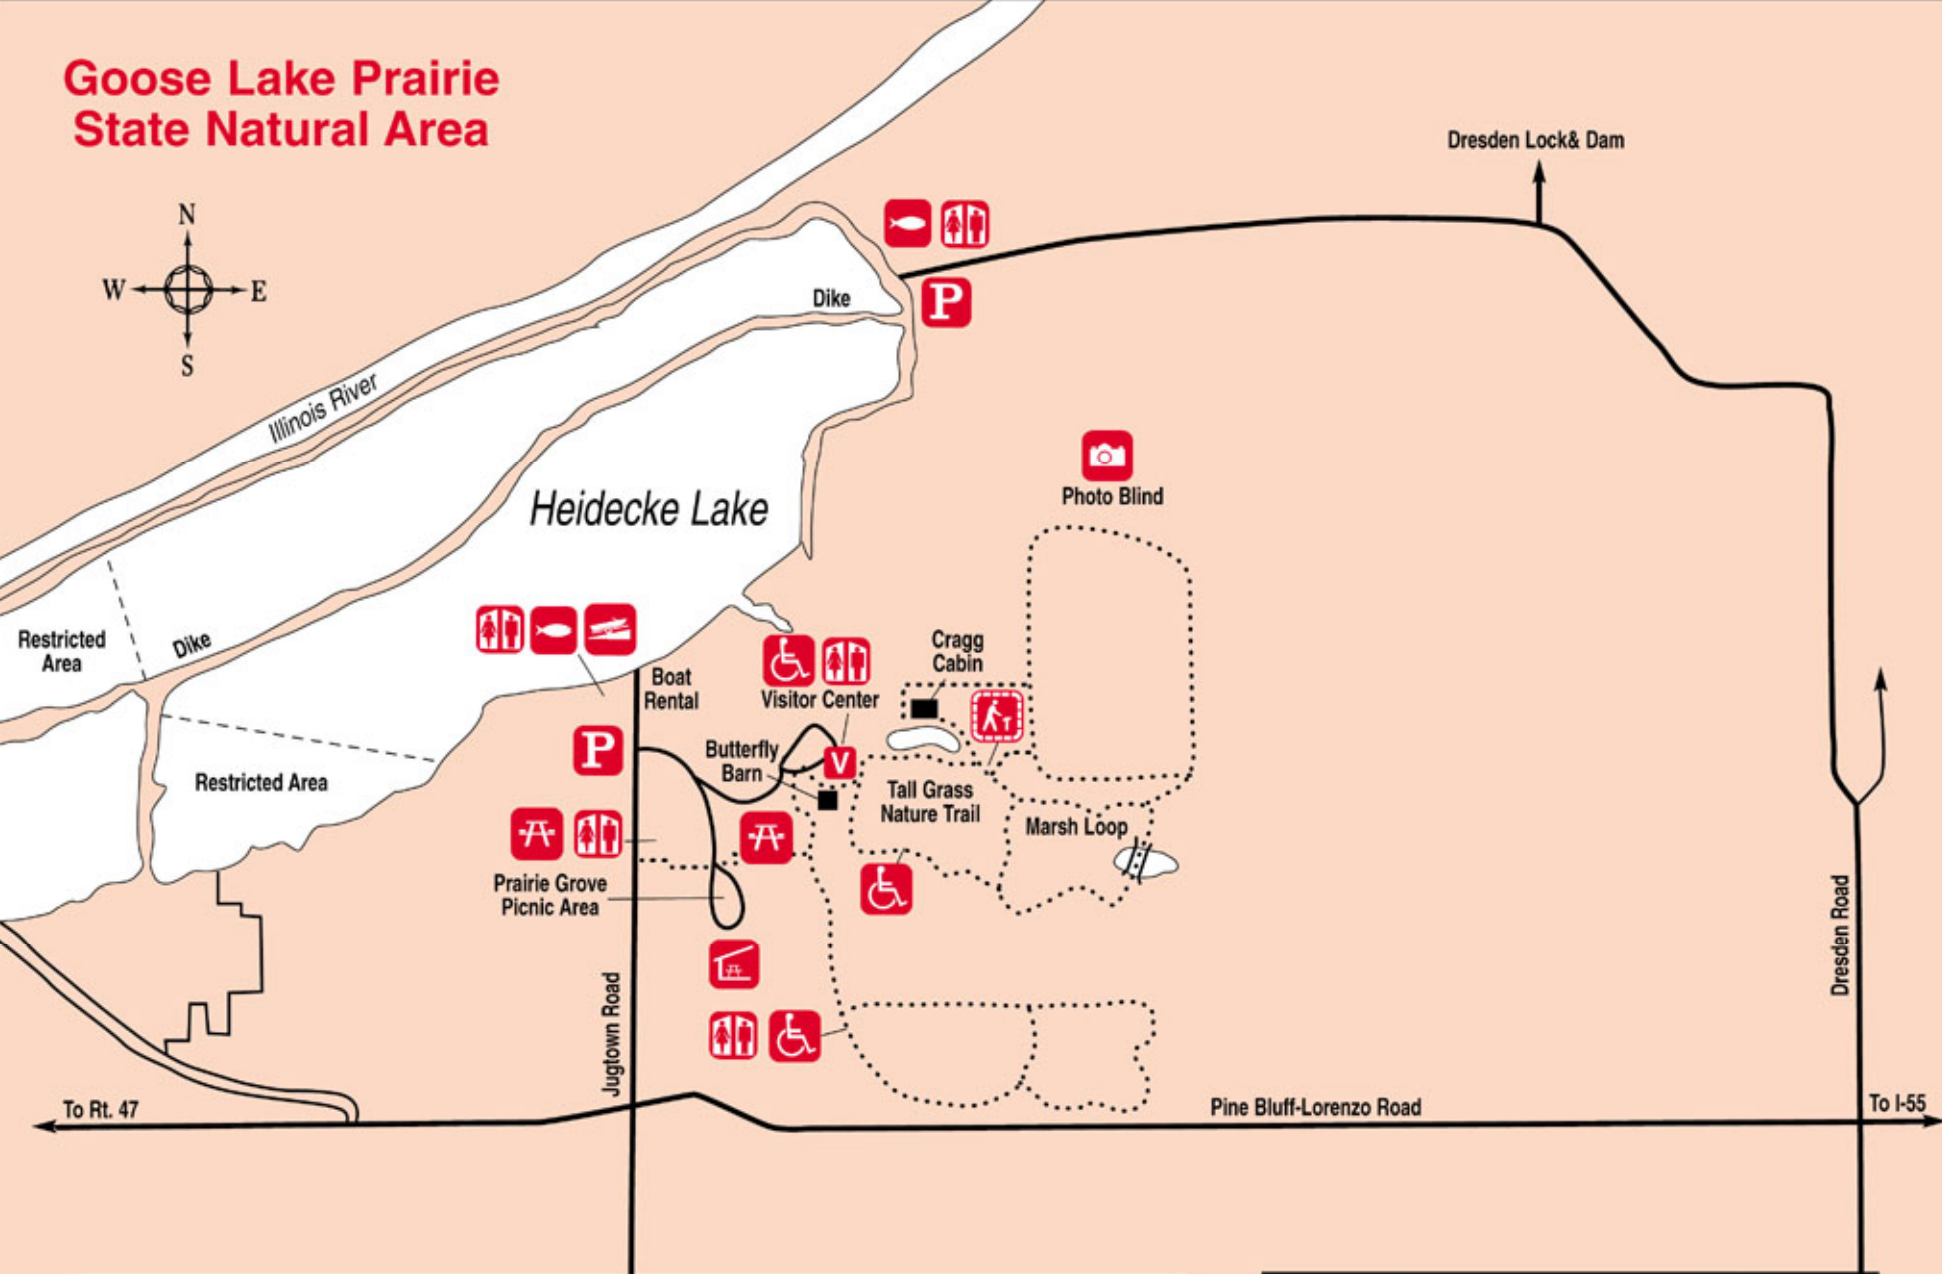 Goose Lake Prairie
State Natural Area
Dresden Lock& Dam
N
W
E
S
Dike
Illinois River
Heidecke Lake
Photo Blind
Restricted
Area
Dike
Cragg
Cabin
Boat
Rental
Visitor Center
P
P
Butterfly
Barn
V
Restricted Area
Tall Grass
Nature Trail
Marsh Loop
Prairie Grove
Picnic Area
Jugtown Road
Dresden Road
To Rt. 47
Pine Bluff-Lorenzo Road
To I-55